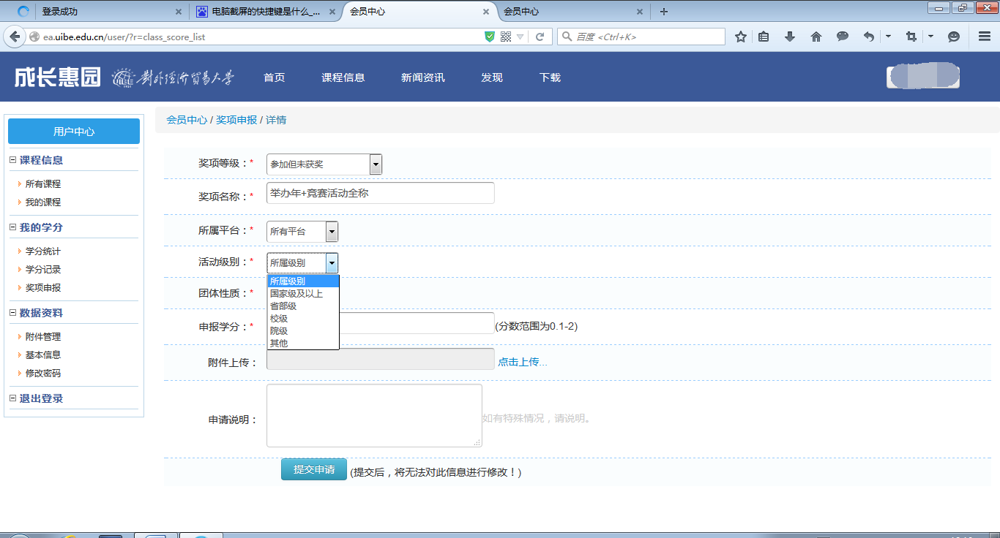 登录成功
电脑截屏的快捷键是什么_...
会员中心
会员中心
ea.uibe.edu.cn/user/?r=class_score_list
百度 <Ctrl+K>
成长惠园
UIBE
1951
對外經濟貿易大学
首页
课程信息
新闻资讯
发现
下载
用户中心
课程信息
所有课程
我的课程
我的学分
学分统计
学分记录
奖项申报
数据资料
附件管理
基本信息
修改密码
退出登录
会员中心 / 奖项申报 / 详情
奖项等级：* 参加但未获奖
奖项名称：* 举办年+竞赛活动全称
所属平台：* 所有平台
活动级别：* 所属级别
所属级别
国家级及以上
省部级
校级
院级
其他
团体性质：*
申报学分：* (分数范围为0.1-2)
附件上传： 点击上传...
申请说明： 如有特殊情况，请说明。
提交申请 (提交后，将无法对此信息进行修改！)